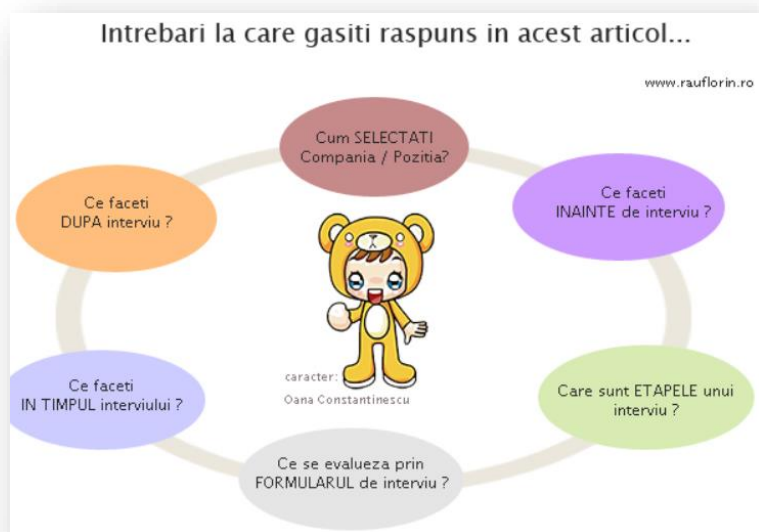 Intrebari la care gasiti raspuns in acest articol...
www.rauflorin.ro
Cum SELECTATI
Compania / Pozitia?
Ce faceti
INAINTE de interviu ?
Care sunt ETAPELE unui
interviu ?
Ce se evalueza prin
FORMULARUL de interviu ?
Ce faceti
IN TIMPUL interviului ?
Ce faceti
DUPA interviu ?
caracter:
Oana Constantinescu